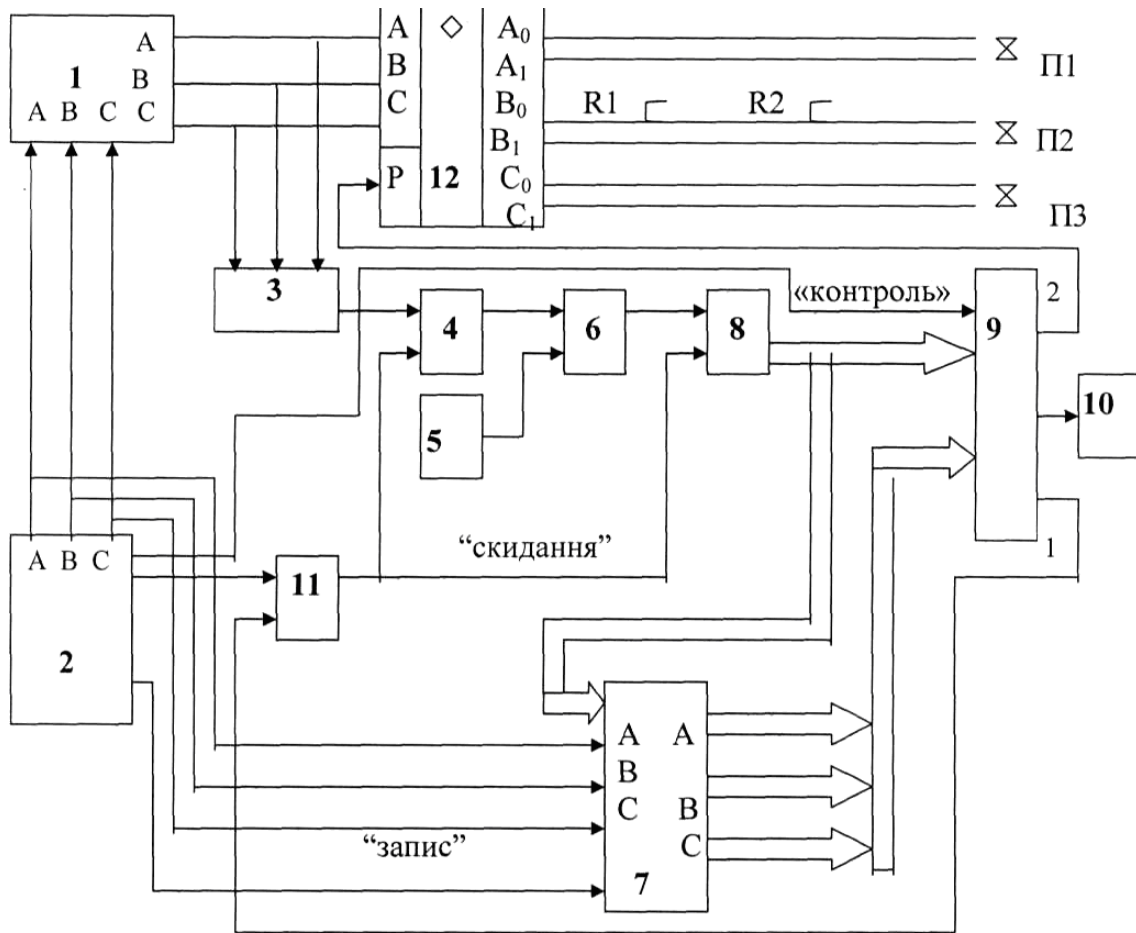 A
B
1
A B C C
A
B
C
P
12
A₀
A₁
B₀
B₁
C₀
C₁
R1
R2
П1
П2
П3
3
4
6
8
«контроль»
9
2
10
5
1
“скидання”
A B C
11
2
A A
B
C B
C
“запис”
7